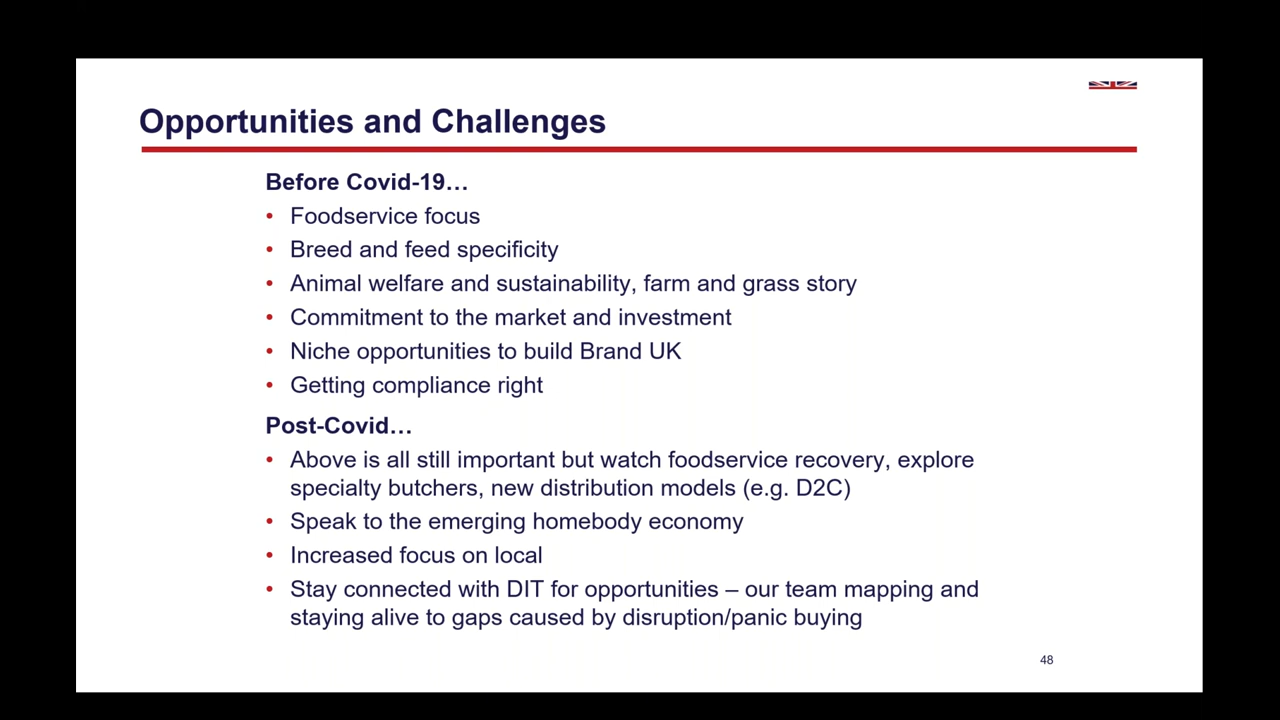 Opportunities and Challenges
Before Covid-19…
• Foodservice focus
• Breed and feed specificity
• Animal welfare and sustainability, farm and grass story
• Commitment to the market and investment
• Niche opportunities to build Brand UK
• Getting compliance right
Post-Covid…
• Above is all still important but watch foodservice recovery, explore
specialty butchers, new distribution models (e.g. D2C)
• Speak to the emerging homebody economy
• Increased focus on local
• Stay connected with DIT for opportunities – our team mapping and
staying alive to gaps caused by disruption/panic buying
48